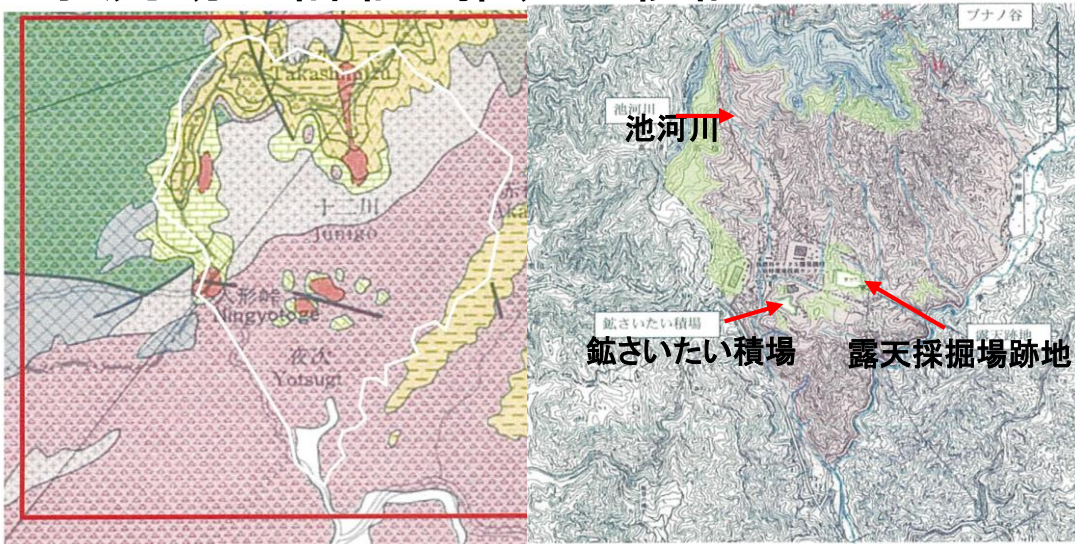 Takashimizu
十二川
Junigo
人形峠
Ningyotoge
夜次
Yotsugi
ブナノ谷
池河川
池河川
鉱さいたい積場
鉱さいたい積場
露天跡地
露天採掘場跡地